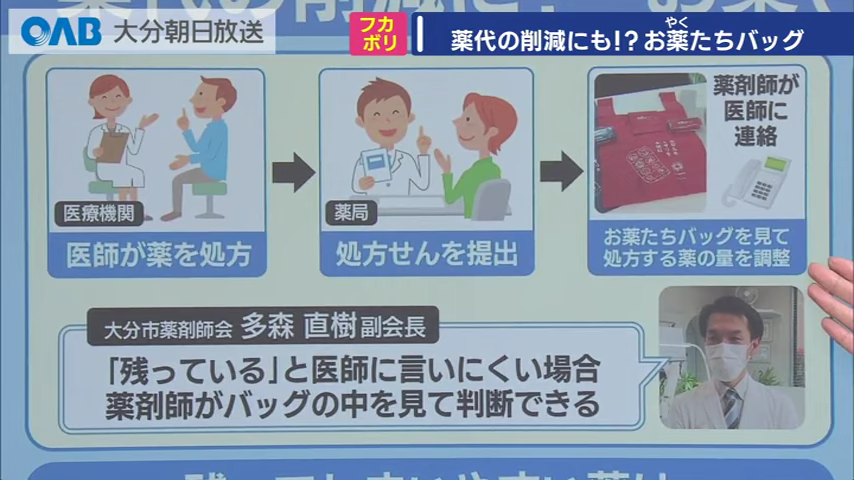 OAB 大分朝日放送
フカ
ボリ
やく
薬代の削減にも!?お薬たちバッグ
医療機関
医師が薬を処方
薬局
処方せんを提出
薬剤師が
医師に
連絡
お薬たちバッグを見て
処方する薬の量を調整
大分市薬剤師会 多森 直樹 副会長
「残っている」と医師に言いにくい場合
薬剤師がバッグの中を見て判断できる